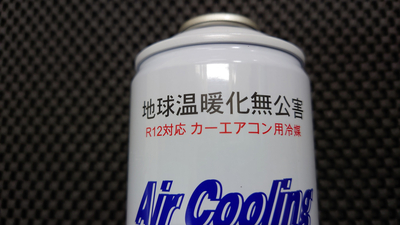 地球温暖化無公害
R12対応 カーエアコン用冷媒
Air Cooling